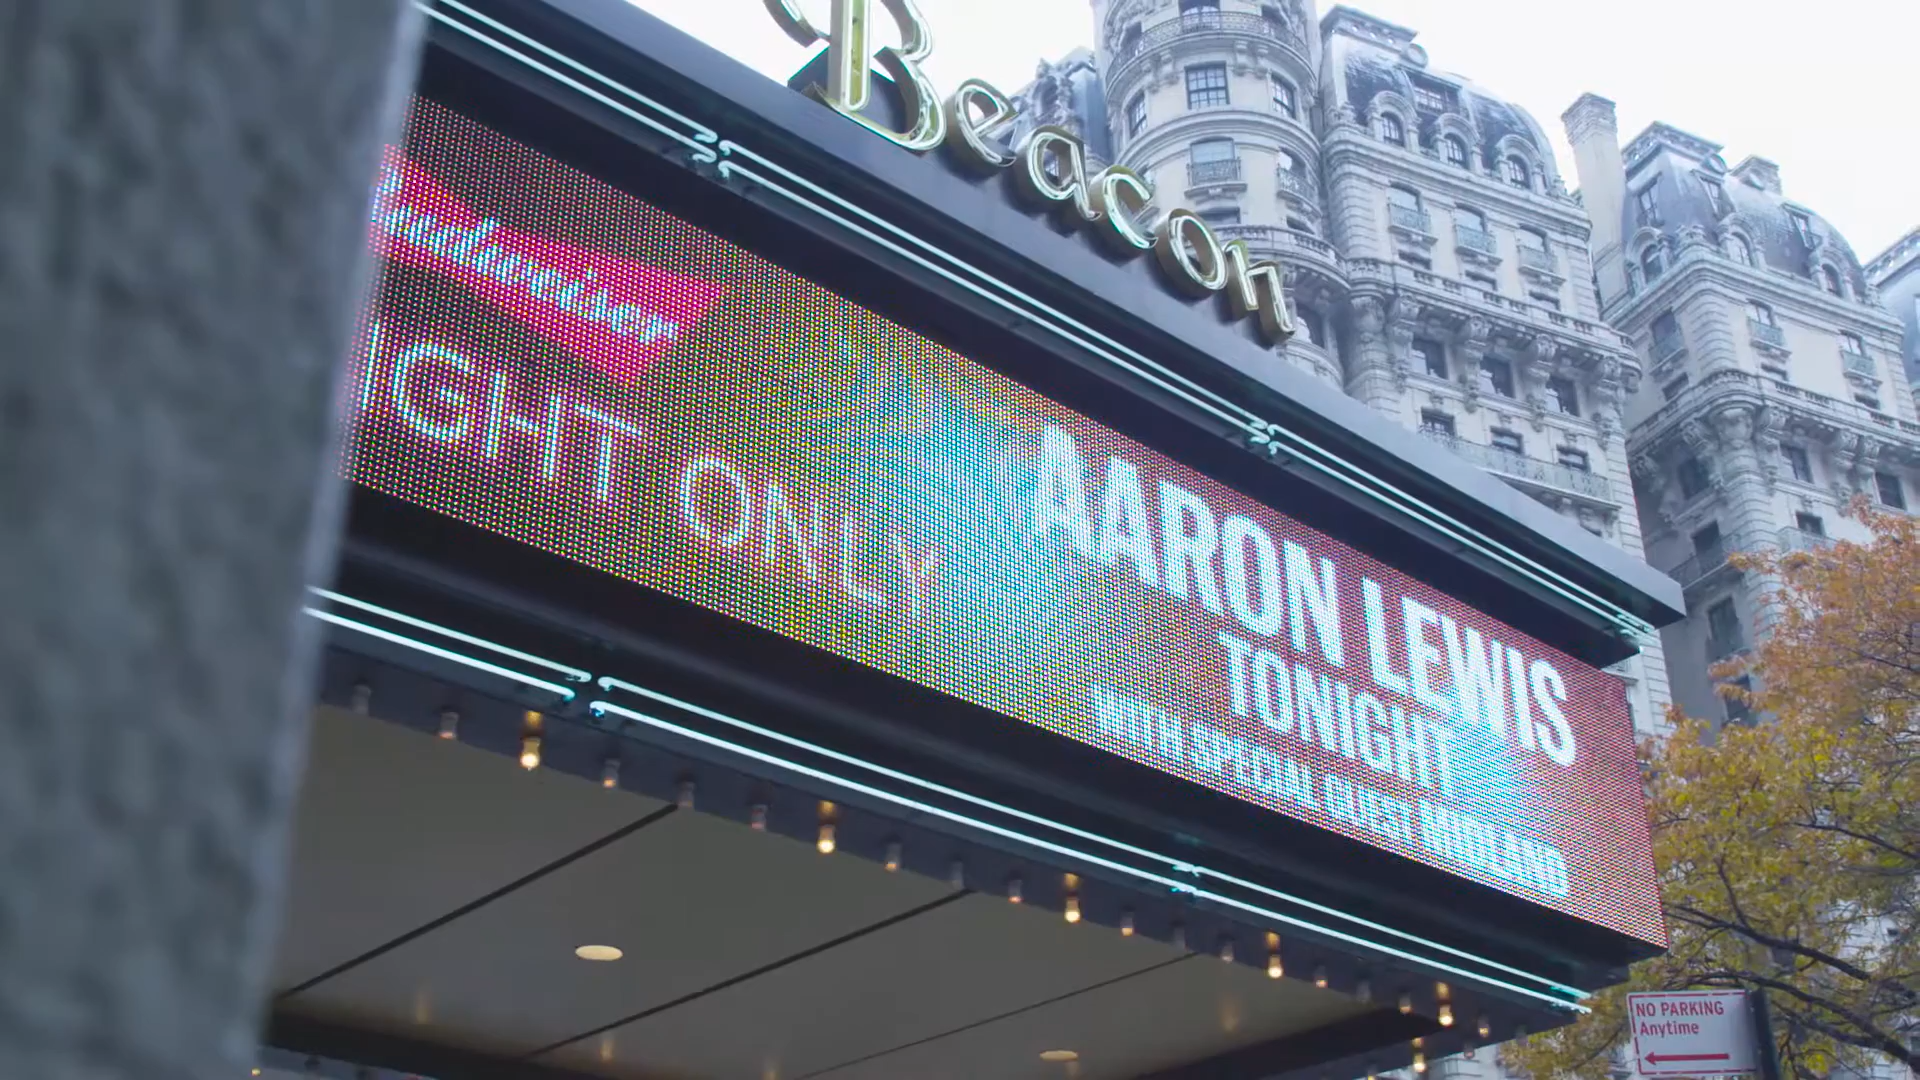 Beacon
IGHT ONLY
AARON LEWIS
TONIGHT
WITH SPECIAL GUEST MIDLAND
NO PARKING
Anytime